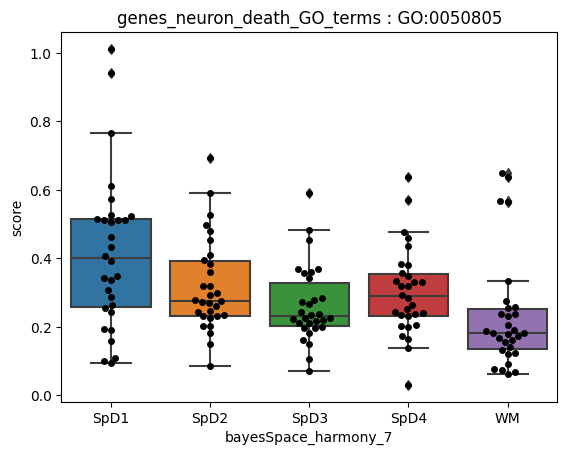 genes_neuron_death_GO_terms : GO:0050805
score
1.0
0.8
0.6
0.4
0.2
0.0
SpD1 SpD2 SpD3 SpD4 WM
bayesSpace_harmony_7